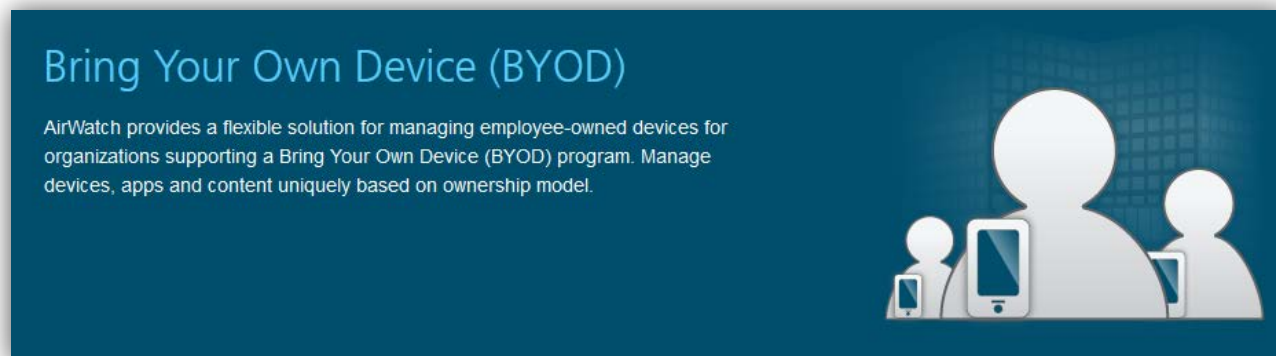 Bring Your Own Device (BYOD)
AirWatch provides a flexible solution for managing employee-owned devices for
organizations supporting a Bring Your Own Device (BYOD) program. Manage
devices, apps and content uniquely based on ownership model.